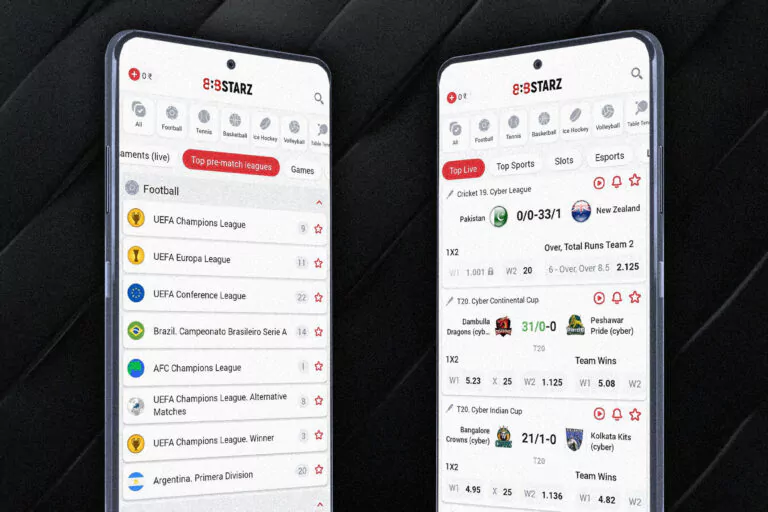 0 ₹
888STARZ
All
Football
Tennis
Basketball
Ice Hockey
Volleyball
Table Tenn
aments (live)
Top pre-match leagues
Games
Football
UEFA Champions League 9
UEFA Europa League 11
UEFA Conference League 22
Brazil. Campeonato Brasileiro Serie A 14
AFC Champions League 1
UEFA Champions League. Alternative
Matches 8
UEFA Champions League. Winner 3
Argentina. Primera Division 20
0 ₹
888STARZ
All
Football
Tennis
Basketball
Ice Hockey
Volleyball
Table Ten
Top Live
Top Sports
Slots
Esports
Cricket 19. Cyber League
Pakistan 0/0-33/1 New Zealand
1X2 Over, Total Runs Team 2
W1 1.001 W2 20 6 - Over, Over 8.5 2.125
T20. Cyber Continental Cup
Dambulla
Dragons (cyb... 31/0-0 Peshawar
Pride (cyber)
T20
1X2 Team Wins
W1 5.23 X 25 W2 1.125 W1 5.08 W2
T20. Cyber Indian Cup
Bangalore
Crowns (cyber) 21/1-0 Kolkata Kits
(cyber)
T20
1X2 Team Wins
W1 4.95 X 25 W2 1.136 W1 4.82 W2